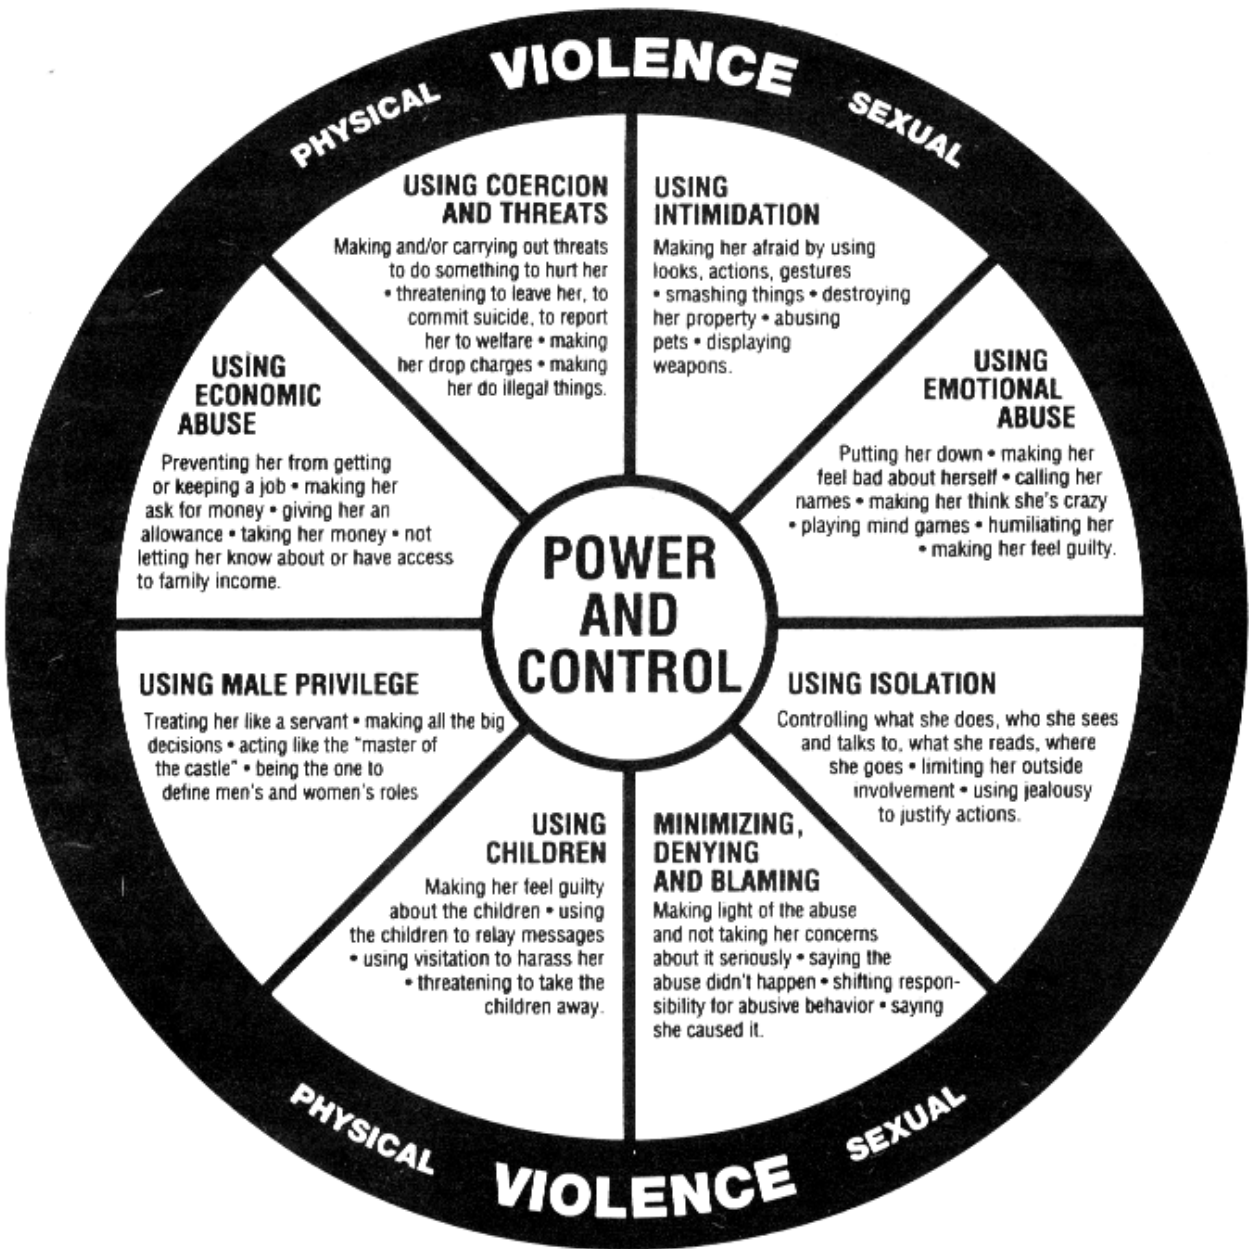 PHYSICAL VIOLENCE SEXUAL
USING COERCION
AND THREATS
Making and/or carrying out threats
to do something to hurt her
• threatening to leave her, to
commit suicide, to report
her to welfare • making
her drop charges • making
her do illegal things.
USING
INTIMIDATION
Making her afraid by using
looks, actions, gestures
• smashing things • destroying
her property • abusing
pets • displaying
weapons.
USING
EMOTIONAL
ABUSE
Putting her down • making her
feel bad about herself • calling her
names • making her think she's crazy
• playing mind games • humiliating her
• making her feel guilty.
USING ISOLATION
Controlling what she does, who she sees
and talks to, what she reads, where
she goes • limiting her outside
involvement • using jealousy
to justify actions.
MINIMIZING,
DENYING
AND BLAMING
Making light of the abuse
and not taking her concerns
about it seriously • saying the
abuse didn't happen • shifting respon-
sibility for abusive behavior • saying
she caused it.
USING
CHILDREN
Making her feel guilty
about the children • using
the children to relay messages
• using visitation to harass her
• threatening to take the
children away.
USING MALE PRIVILEGE
Treating her like a servant • making all the big
decisions • acting like the "master of
the castle" • being the one to
define men's and women's roles
USING
ECONOMIC
ABUSE
Preventing her from getting
or keeping a job • making her
ask for money • giving her an
allowance • taking her money • not
letting her know about or have access
to family income.
POWER
AND
CONTROL
PHYSICAL VIOLENCE SEXUAL